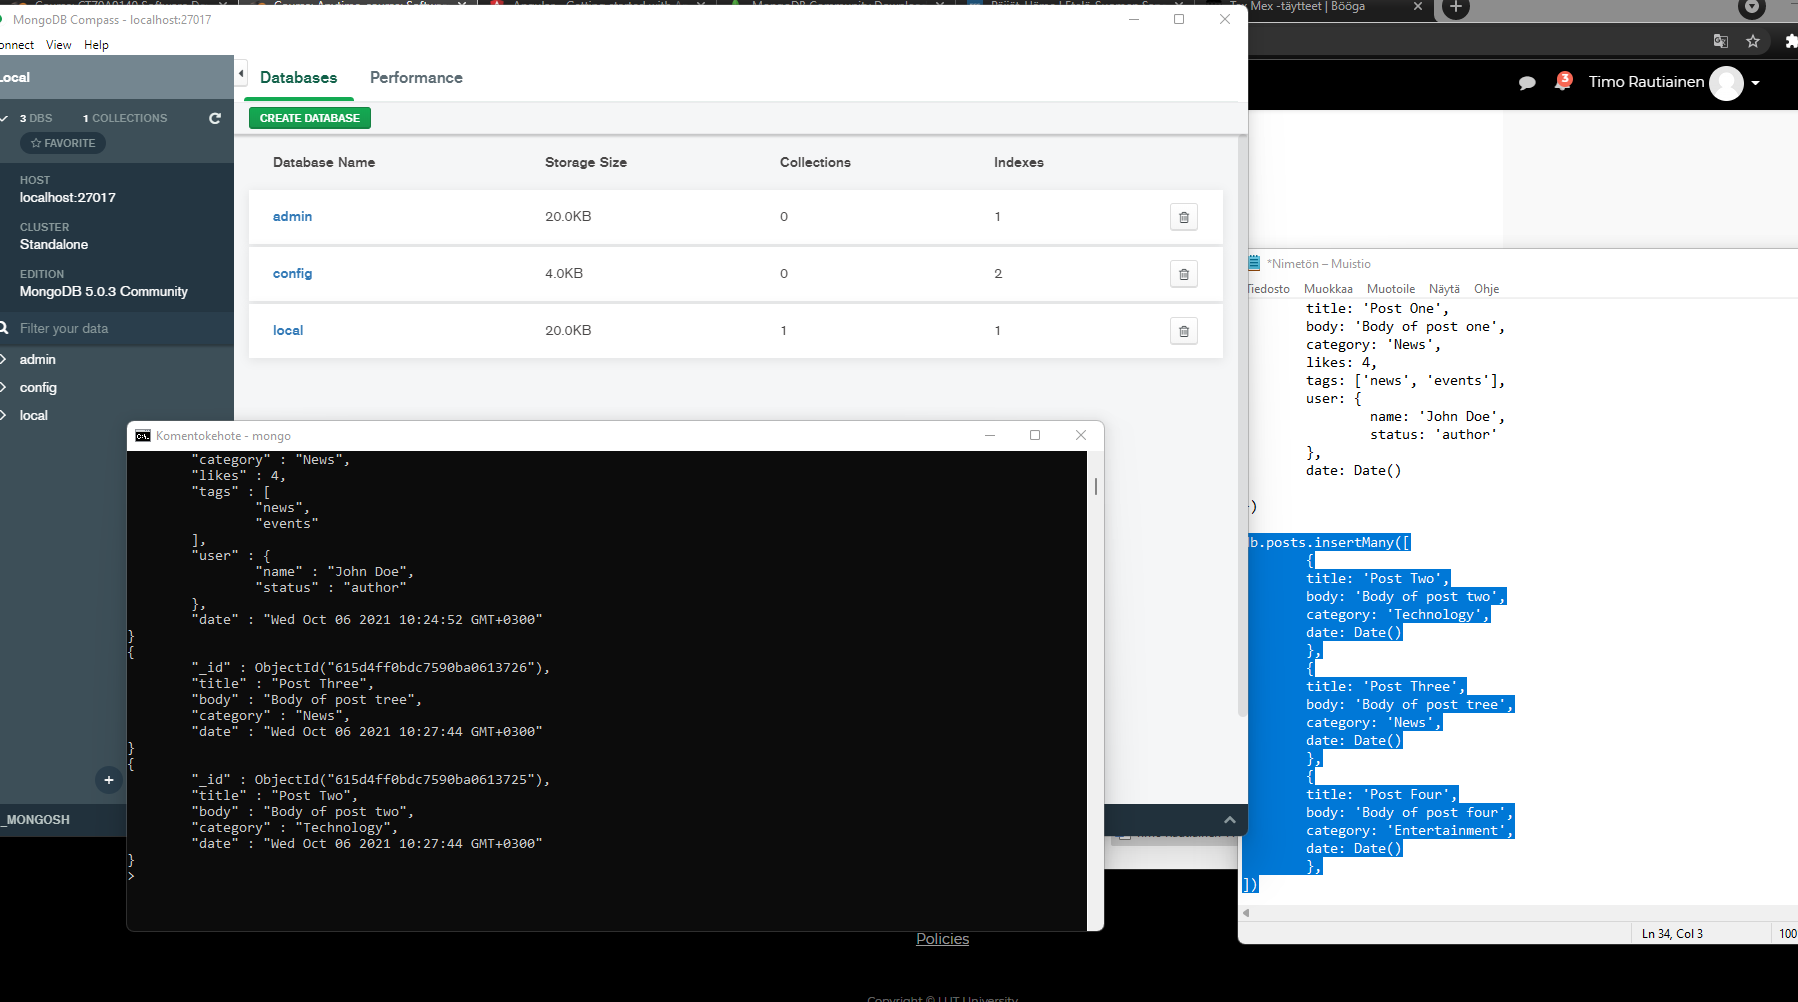 MongoDB Compass - localhost:27017
onnect View Help
Local
3 DBS 1 COLLECTIONS
FAVORITE
HOST
localhost:27017
CLUSTER
Standalone
EDITION
MongoDB 5.0.3 Community
Filter your data
admin
config
local
_MONGOSH
Databases Performance
CREATE DATABASE
Database Name Storage Size Collections Indexes
admin 20.0KB 0 1
config 4.0KB 0 2
local 20.0KB 1 1
Komentokehote - mongo
"category" : "News",
"likes" : 4,
"tags" : [
"news",
"events"
],
"user" : {
"name" : "John Doe",
"status" : "author"
},
"date" : "Wed Oct 06 2021 10:24:52 GMT+0300"
}
{
"_id" : ObjectId("615d4ff0bdc7590ba0613726"),
"title" : "Post Three",
"body" : "Body of post tree",
"category" : "News",
"date" : "Wed Oct 06 2021 10:27:44 GMT+0300"
}
{
"_id" : ObjectId("615d4ff0bdc7590ba0613725"),
"title" : "Post Two",
"body" : "Body of post two",
"category" : "Technology",
"date" : "Wed Oct 06 2021 10:27:44 GMT+0300"
}
>
Mex -täytteet | Bööga
3
Timo Rautiainen
*Nimetön – Muistio
Tiedosto Muokkaa Muotoile Näytä Ohje
title: 'Post One',
body: 'Body of post one',
category: 'News',
likes: 4,
tags: ['news', 'events'],
user: {
name: 'John Doe',
status: 'author'
},
date: Date()
)
db.posts.insertMany([
{
title: 'Post Two',
body: 'Body of post two',
category: 'Technology',
date: Date()
},
{
title: 'Post Three',
body: 'Body of post tree',
category: 'News',
date: Date()
},
{
title: 'Post Four',
body: 'Body of post four',
category: 'Entertainment',
date: Date()
},
])
Ln 34, Col 3 100
Policies
Copyright © LUT University